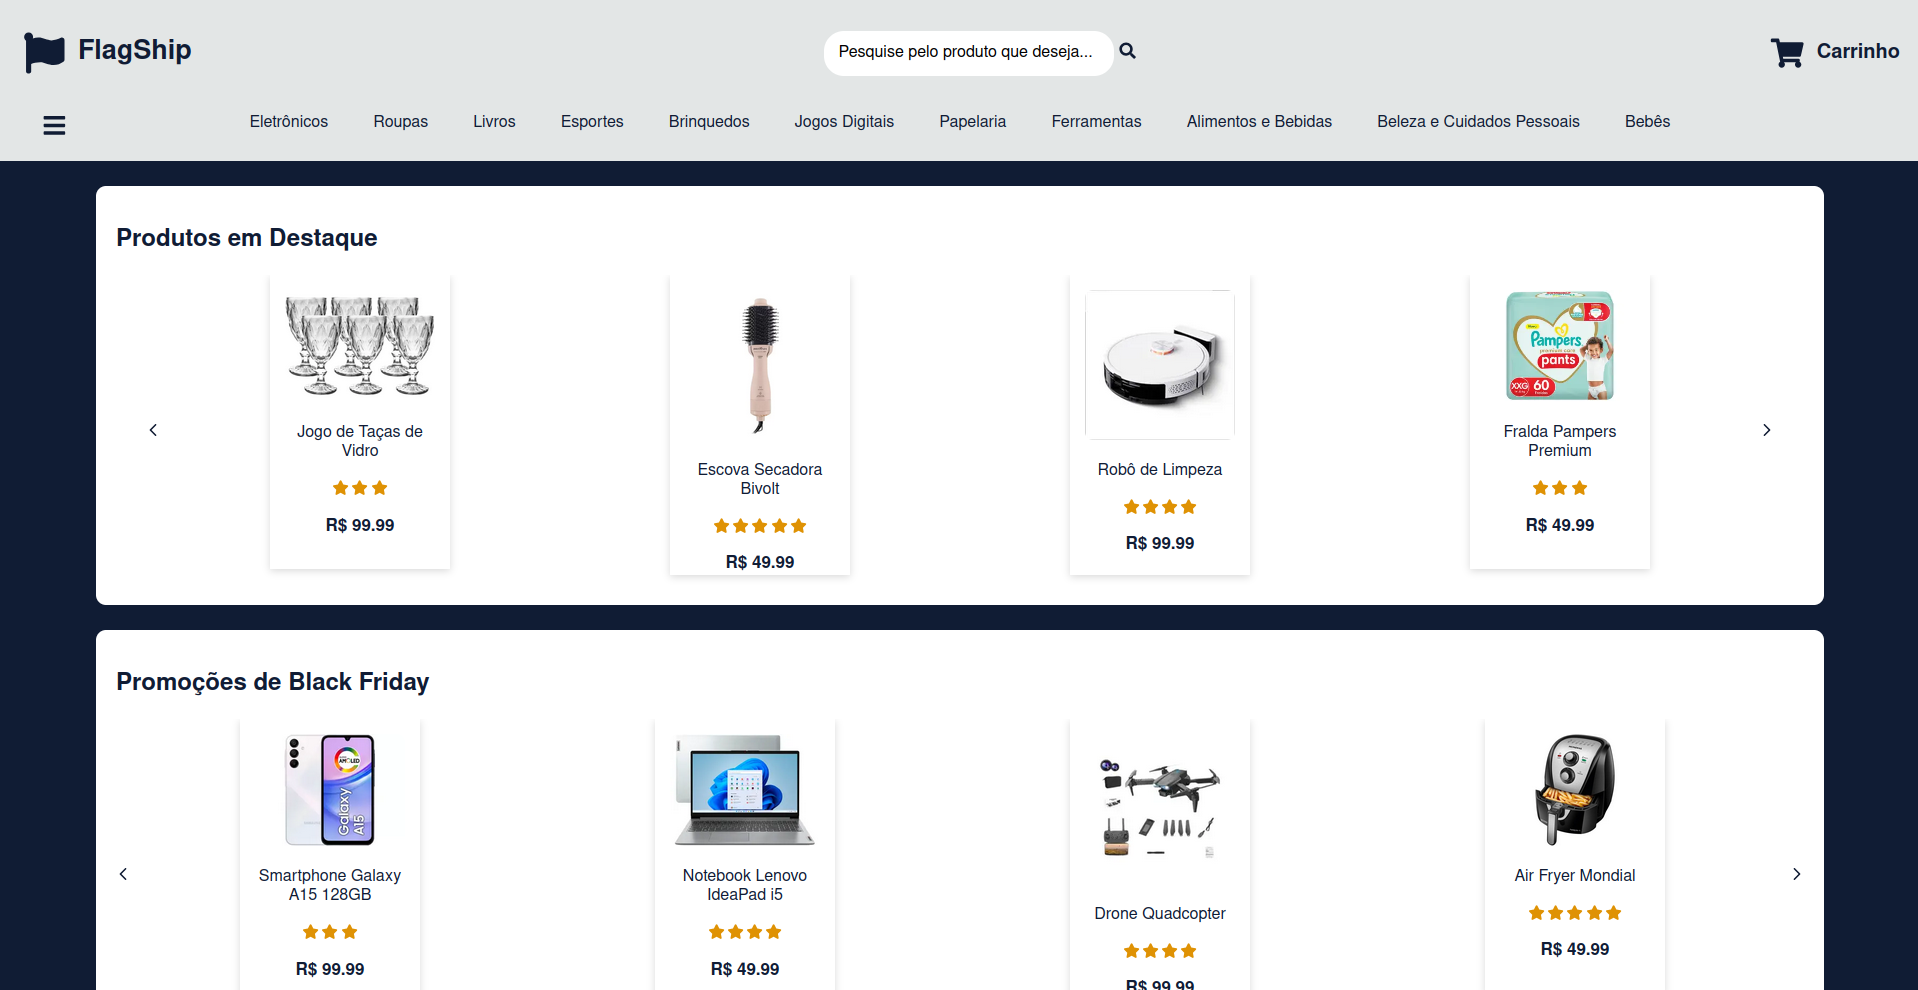 FlagShip
Pesquise pelo produto que deseja...
Carrinho
Eletrônicos Roupas Livros Esportes Brinquedos Jogos Digitais Papelaria Ferramentas Alimentos e Bebidas Beleza e Cuidados Pessoais Bebês
Produtos em Destaque
Jogo de Taças de
Vidro
R$ 99.99
Escova Secadora
Bivolt
R$ 49.99
Robô de Limpeza
R$ 99.99
Pampers
premium care
pants
XXG 60
Fralda Pampers
Premium
R$ 49.99
Promoções de Black Friday
AMOLED
Galaxy
A15
Smartphone Galaxy
A15 128GB
R$ 99.99
Notebook Lenovo
IdeaPad i5
R$ 49.99
Drone Quadcopter
R$ 99.99
Air Fryer Mondial
R$ 49.99